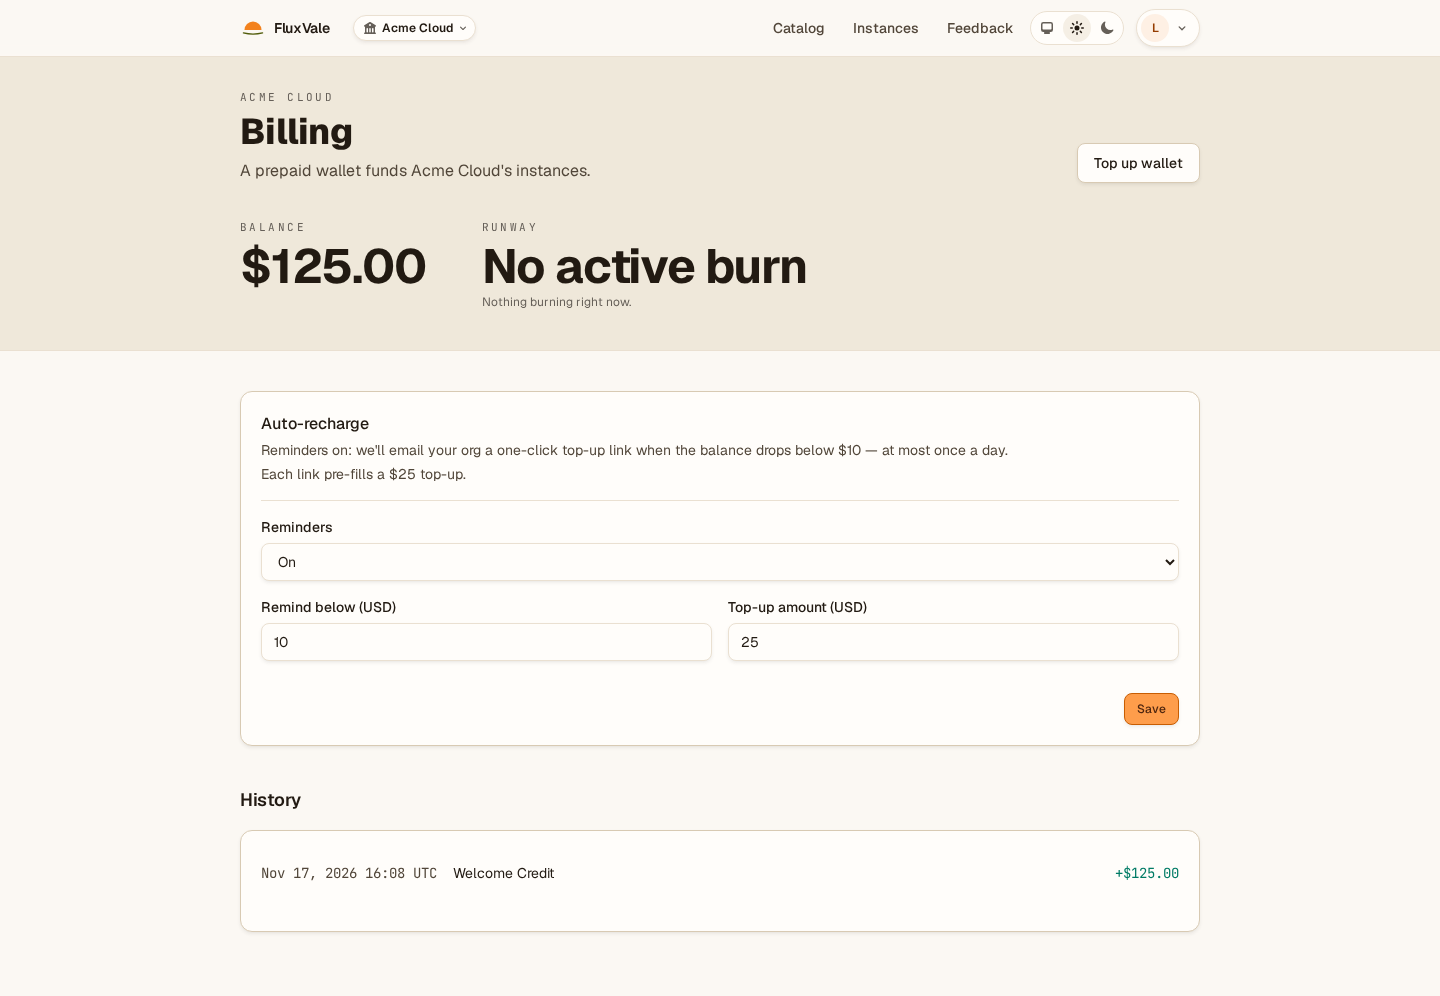 FluxVale
Acme Cloud
Catalog
Instances
Feedback
L
ACME CLOUD
Billing
A prepaid wallet funds Acme Cloud's instances.
Top up wallet
BALANCE
$125.00
RUNWAY
No active burn
Nothing burning right now.
Auto-recharge
Reminders on: we'll email your org a one-click top-up link when the balance drops below $10 — at most once a day.
Each link pre-fills a $25 top-up.
Reminders
On
Remind below (USD)
10
Top-up amount (USD)
25
Save
History
Nov 17, 2026 16:08 UTC Welcome Credit +$125.00